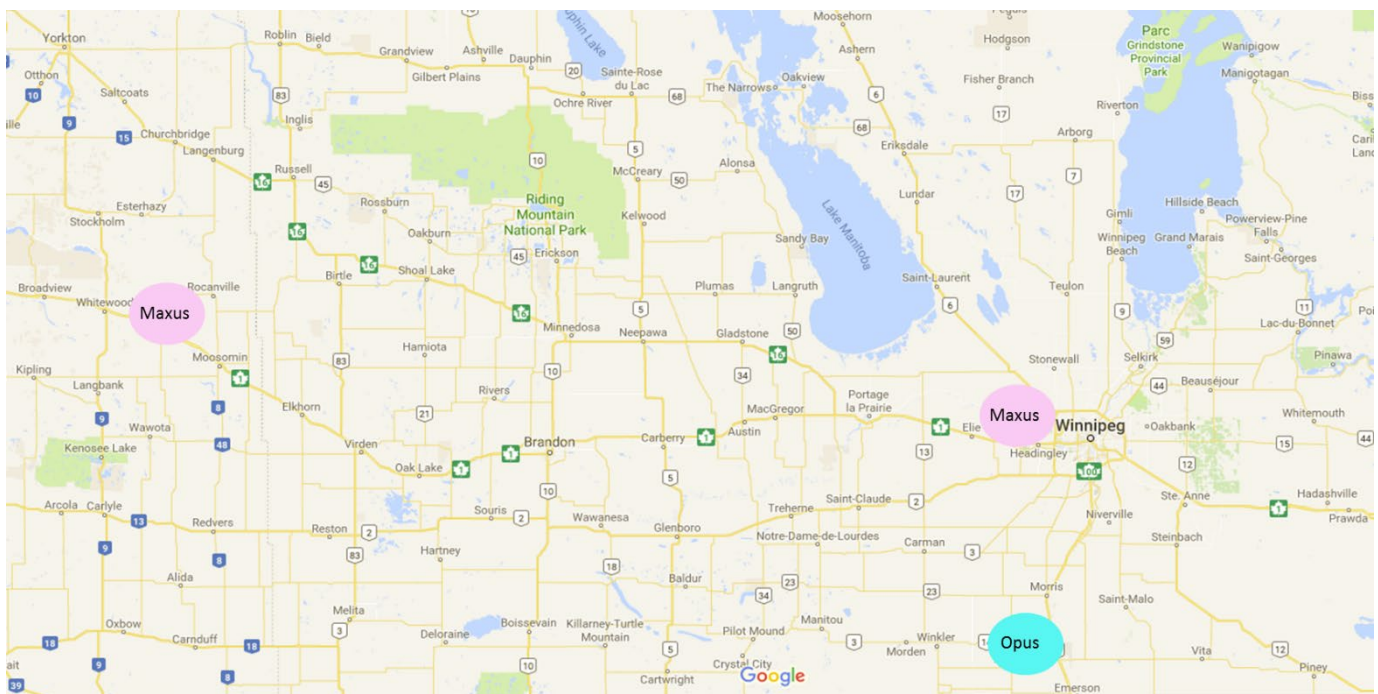 Yorkton
Roblin
Bield
Grandview
Ashville
Dauphin
Gilbert Plains
Dauphin Lake
Moosehorn
Ashern
Peguis
Hodgson
Parc
Grindstone
Provincial
Park
Wanipigow
Manigotagan
Otthon
Saltcoats
Sainte-Rose
du Lac
Ochre River
The Narrows
Oakview
Fisher Branch
Riverton
Inglis
Churchbridge
Langenburg
Russell
McCreary
Alonsa
Eriksdale
Arborg
Rossburn
Riding
Mountain
National Park
Kelwood
Lundar
Gimli
Hillside Beach
Powerview-Pine
Falls
Esterhazy
Stockholm
Oakburn
Erickson
Sandy Bay
Lake Manitoba
Winnipeg
Beach
Grand Marais
Saint-Georges
Broadview
Whitewood
Rocanville
Birtle
Shoal Lake
Plumas
Langruth
Saint-Laurent
Teulon
Lac-du-Bonnet
Maxus
Minnedosa
Neepawa
Gladstone
Stonewall
Selkirk
Pinawa
Kipling
Moosomin
Hamiota
Langbank
Rivers
Elkhorn
MacGregor
Portage
la Prairie
Beauséjour
Whitemouth
Maxus
Winnipeg
Oakbank
Wawota
Kenosee Lake
Virden
Oak Lake
Brandon
Carberry
Austin
Elie
Headingley
Arcola
Carlyle
Redvers
Reston
Souris
Wawanesa
Glenboro
Treherne
Saint-Claude
Ste. Anne
Hadashville
Prawda
Niverville
Steinbach
Hartney
Notre-Dame-de-Lourdes
Carman
Alida
Baldur
Morris
Saint-Malo
Melita
Oxbow
Carnduff
Deloraine
Boissevain
Killarney-Turtle
Mountain
Pilot Mound
Manitou
Winkler
Morden
Opus
Crystal City
Cartwright
Google
Emerson
Vita
Piney